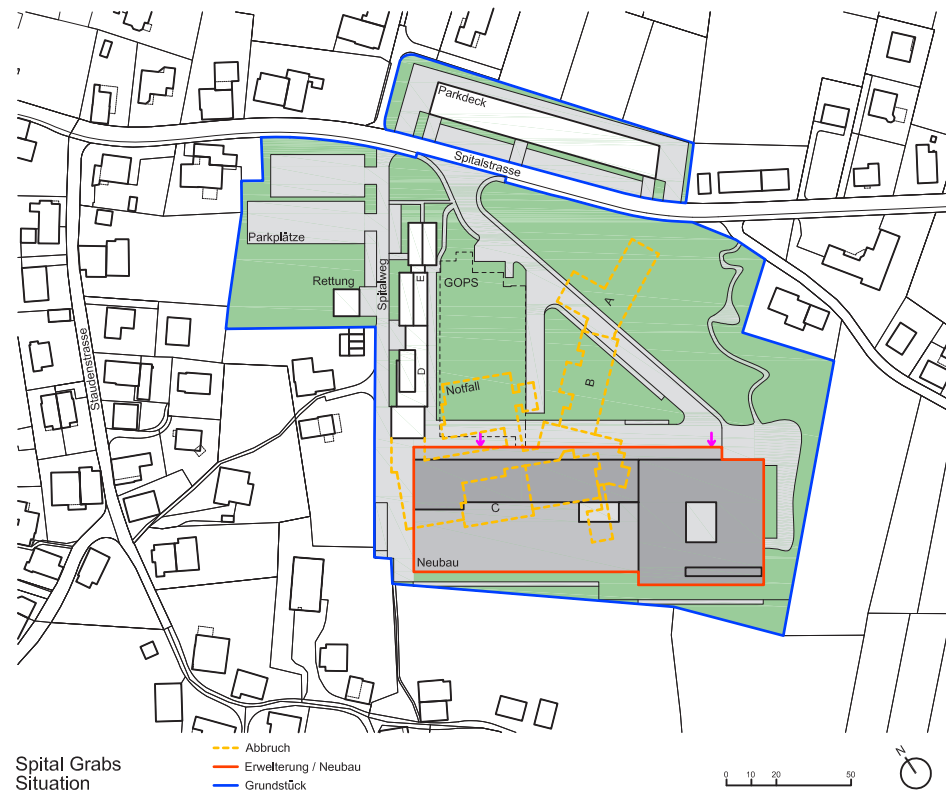 Parkdeck
Spitalstrasse
Parkplätze
Rettung
Spitalweg
E
GOPS
A
Staudenstrasse
D
Notfall
B
C
Neubau
Spital Grabs
Situation
Abbruch
Erweiterung / Neubau
Grundstück
0 10 20 50
N